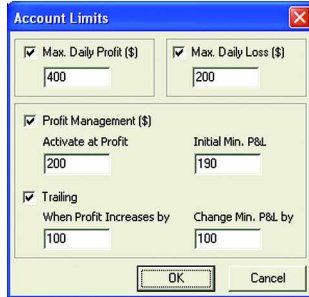 Account Limits
Max. Daily Profit ($)
Max. Daily Loss ($)
400
200
Profit Management ($)
Activate at Profit
Initial Min. P&L
200
190
Trailing
When Profit Increases by
Change Min. P&L by
100
100
OK
Cancel